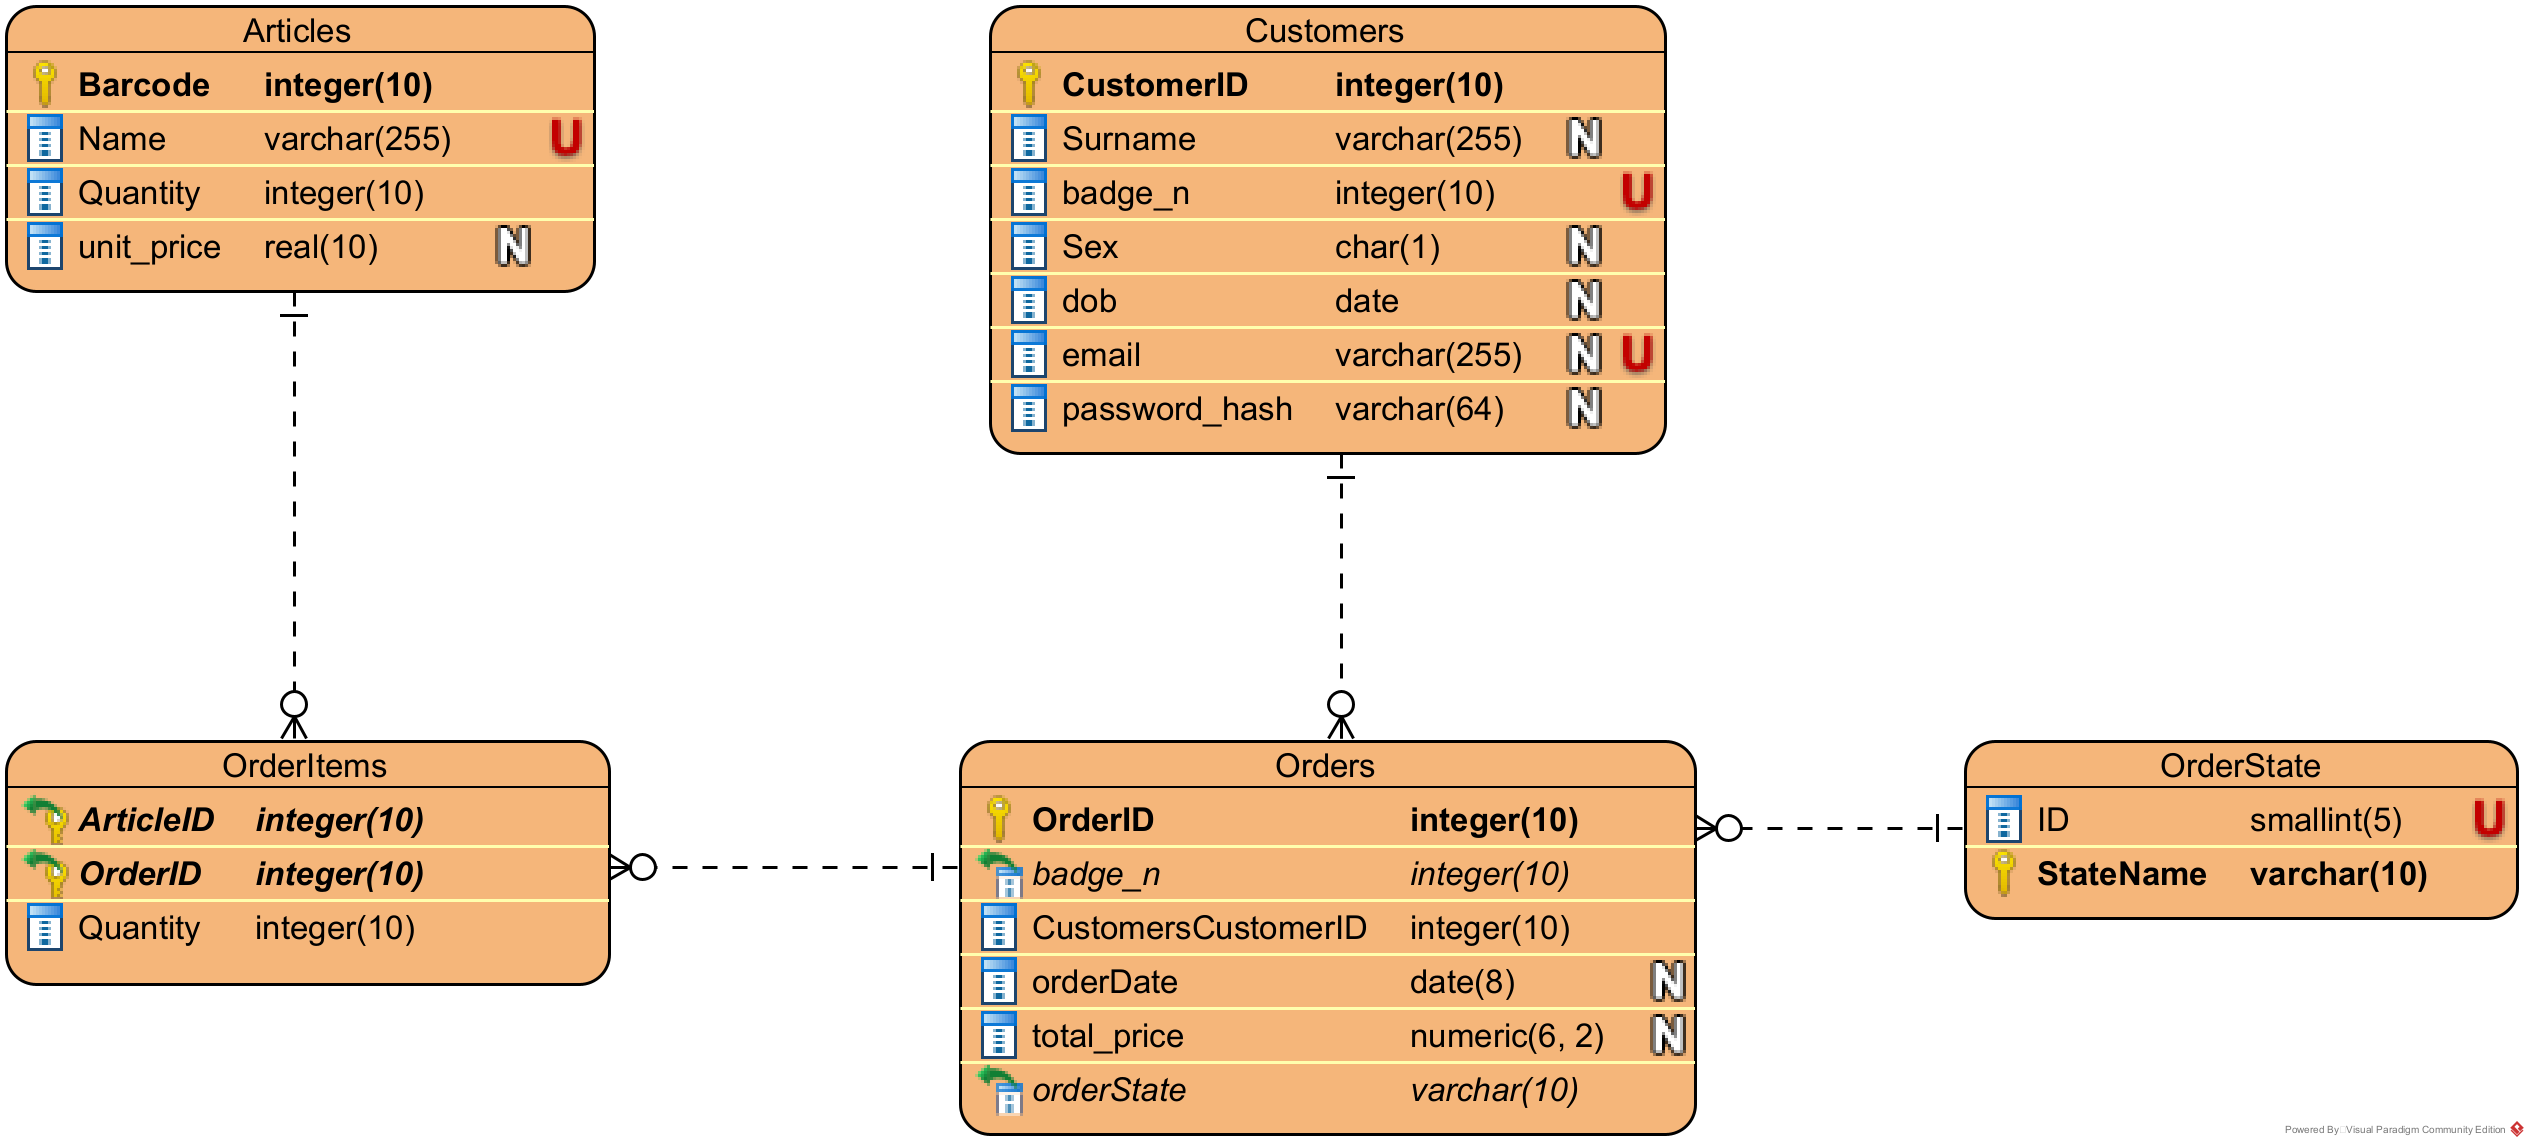 Articles
Barcode integer(10)
Name varchar(255) U
Quantity integer(10)
unit_price real(10) N
Customers
CustomerID integer(10)
Surname varchar(255) N
badge_n integer(10) U
Sex char(1) N
dob date N
email varchar(255) N U
password_hash varchar(64) N
OrderItems
ArticleID integer(10)
OrderID integer(10)
Quantity integer(10)
Orders
OrderID integer(10)
badge_n integer(10)
CustomersCustomerID integer(10)
orderDate date(8) N
total_price numeric(6, 2) N
orderState varchar(10)
OrderState
ID smallint(5) U
StateName varchar(10)
Powered By Visual Paradigm Community Edition